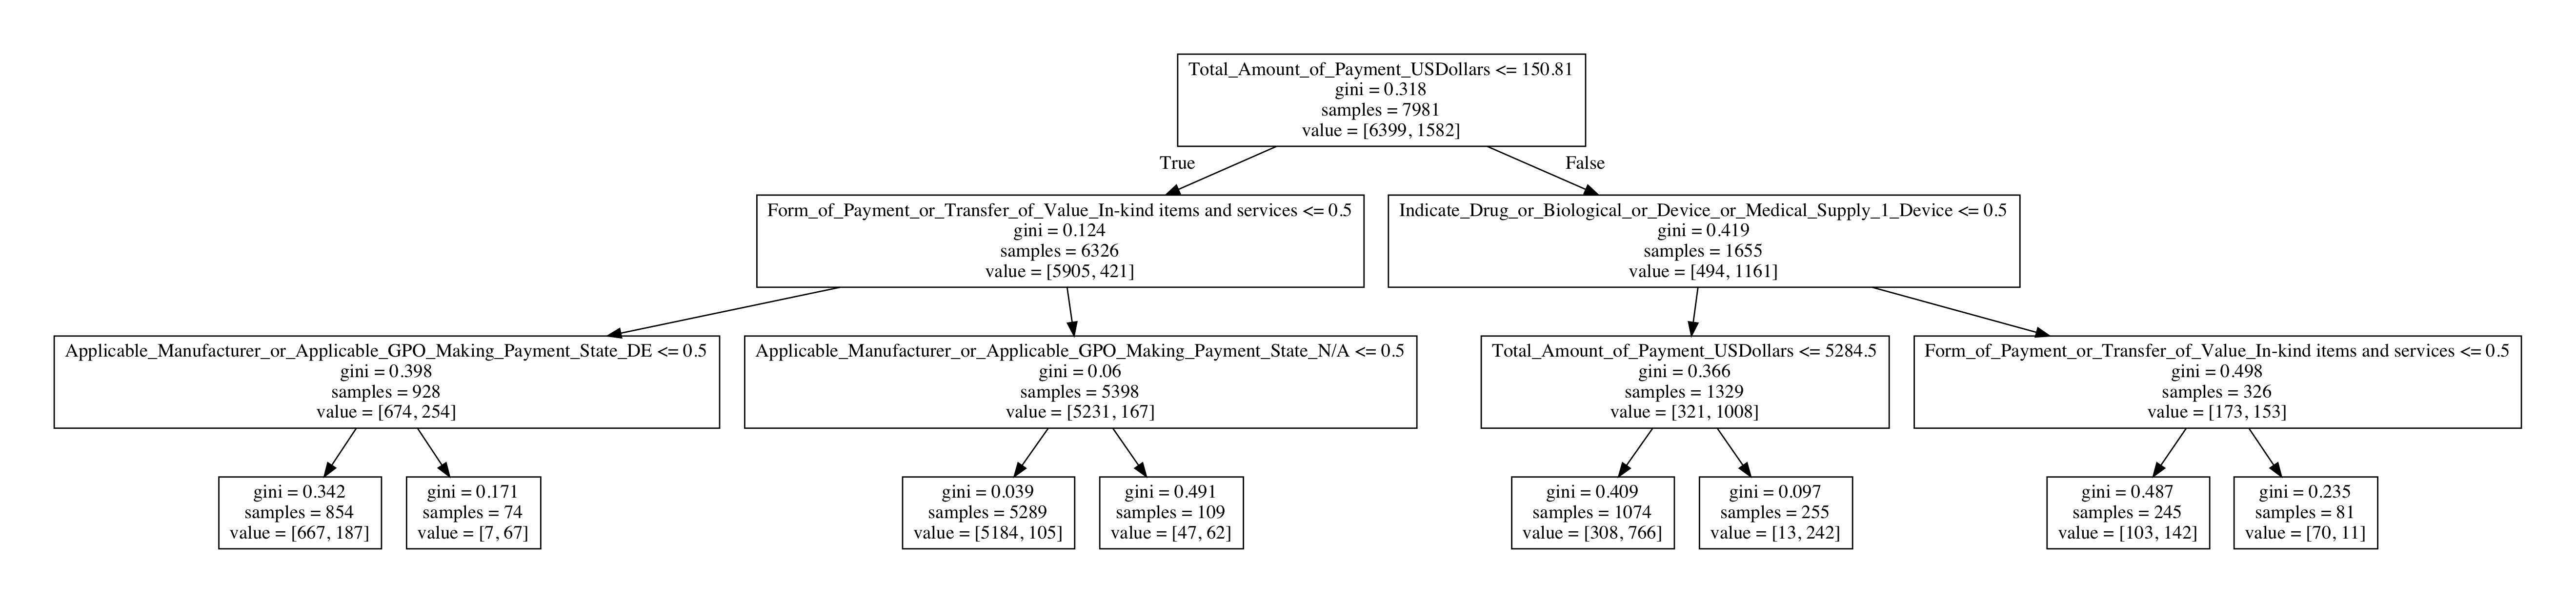 Total_Amount_of_Payment_USDollars <= 150.81
gini = 0.318
samples = 7981
value = [6399, 1582]
True
False
Form_of_Payment_or_Transfer_of_Value_In-kind items and services <= 0.5
gini = 0.124
samples = 6326
value = [5905, 421]
Indicate_Drug_or_Biological_or_Device_or_Medical_Supply_1_Device <= 0.5
gini = 0.419
samples = 1655
value = [494, 1161]
Applicable_Manufacturer_or_Applicable_GPO_Making_Payment_State_DE <= 0.5
gini = 0.398
samples = 928
value = [674, 254]
Applicable_Manufacturer_or_Applicable_GPO_Making_Payment_State_N/A <= 0.5
gini = 0.06
samples = 5398
value = [5231, 167]
Total_Amount_of_Payment_USDollars <= 5284.5
gini = 0.366
samples = 1329
value = [321, 1008]
Form_of_Payment_or_Transfer_of_Value_In-kind items and services <= 0.5
gini = 0.498
samples = 326
value = [173, 153]
gini = 0.342
samples = 854
value = [667, 187]
gini = 0.171
samples = 74
value = [7, 67]
gini = 0.039
samples = 5289
value = [5184, 105]
gini = 0.491
samples = 109
value = [47, 62]
gini = 0.409
samples = 1074
value = [308, 766]
gini = 0.097
samples = 255
value = [13, 242]
gini = 0.487
samples = 245
value = [103, 142]
gini = 0.235
samples = 81
value = [70, 11]